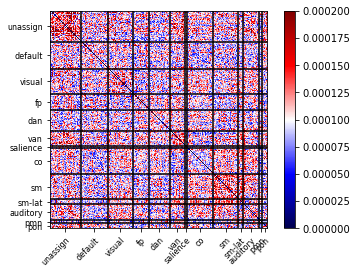 unassign
default
visual
fp
dan
van
salience
co
sm
sm-lat
auditory
pmn
pon
unassign
default
visual
fp
dan
van
salience
co
sm
sm-lat
auditory
0.000200
0.000175
0.000150
0.000125
0.000100
0.000075
0.000050
0.000025
0.000000